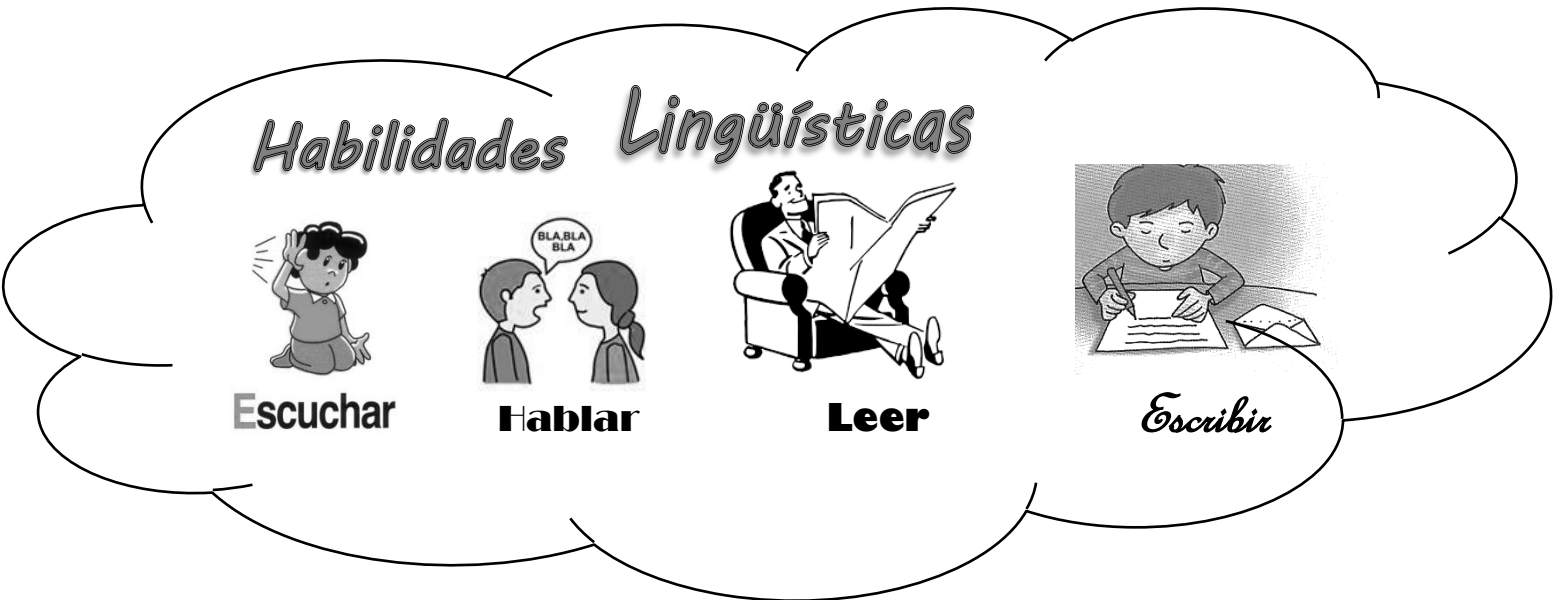 Habilidades Lingüísticas
BLA,BLA
BLA
Escuchar
Hablar
Leer
Escribir